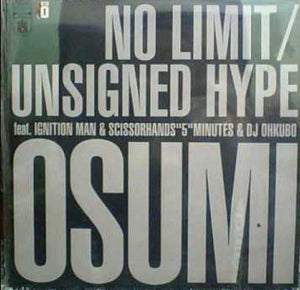 NO LIMIT/
UNSIGNED HYPE
feat. IGNITION MAN & SCISSORHANDS"5"MINUTES & DJ OHKUBO
OSUMI